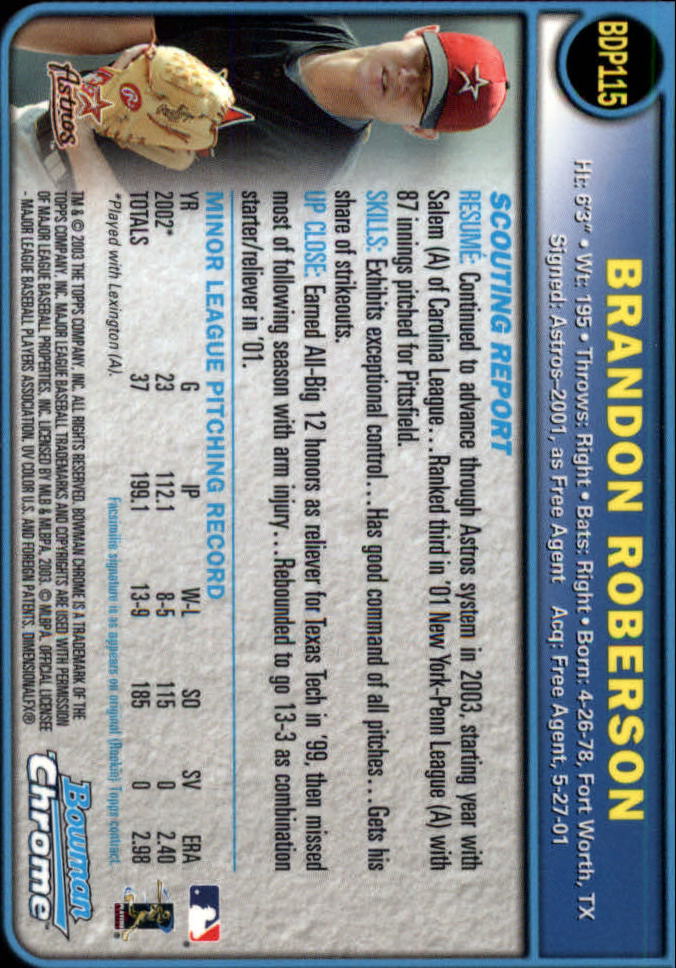 BDP115
BRANDON ROBERSON
Ht: 6'3" • Wt: 195 • Throws: Right • Bats: Right • Born: 4-26-78, Fort Worth, TX
Signed: Astros-2001, as Free Agent Acq: Free Agent, 5-27-01
SCOUTING REPORT
RESUMÉ: Continued to advance through Astros system in 2003, starting year with
Salem (A) of Carolina League...Ranked third in '01 New York-Penn League (A) with
87 innings pitched for Pittsfield.
SKILLS: Exhibits exceptional control...Has good command of all pitches...Gets his
share of strikeouts.
UP CLOSE: Earned All-Big 12 honors as reliever for Texas Tech in '99, then missed
most of following season with arm injury...Rebounded to go 13-3 as combination
starter/reliever in '01.
MINOR LEAGUE PITCHING RECORD
YR G IP W-L SO SV ERA
2002* 23 112.1 8-5 115 0 2.40
TOTALS 37 199.1 13-9 185 0 2.98
*Played with Lexington (A).
Facsimile signature is as appears on original (Rookie) Topps contract.
TM & © 2003 THE TOPPS COMPANY, INC. ALL RIGHTS RESERVED. BOWMAN CHROME IS A TRADEMARK OF THE
TOPPS COMPANY, INC. MAJOR LEAGUE BASEBALL TRADEMARKS AND COPYRIGHTS ARE USED WITH PERMISSION
OF MAJOR LEAGUE BASEBALL PROPERTIES, INC. LICENSED BY MLB & MLBPA, 2003. © MLBPA. OFFICIAL LICENSEE
- MAJOR LEAGUE BASEBALL PLAYERS ASSOCIATION. UV COLOR I.S. AND FOREIGN PATENTS. DIMENSIONALFX®
Astros
R
Bowman
Chrome